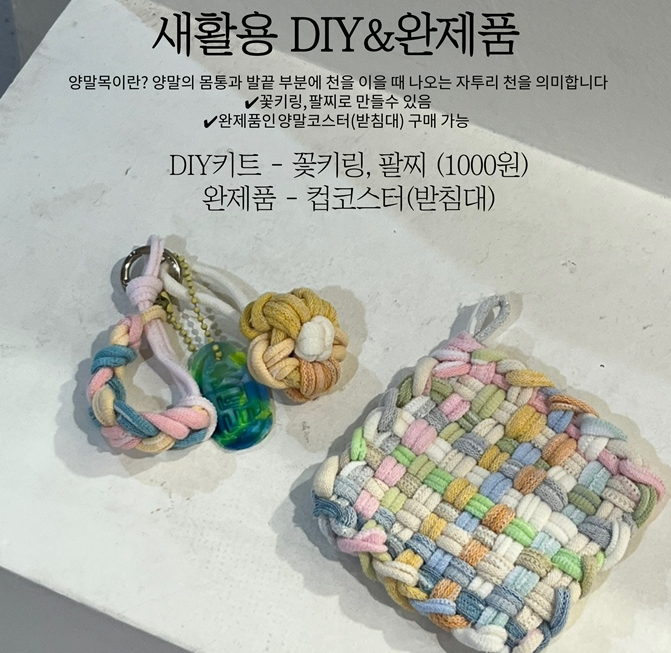 새활용 DIY&완제품
양말목이란? 양말의 몸통과 발끝 부분에 천을 이을 때 나오는 자투리 천을 의미합니다
✔꽃키링,팔찌로 만들수 있음
✔완제품인양말코스터(받침대) 구매 가능
DIY키트 - 꽃키링, 팔찌 (1000원)
완제품 - 컵코스터(받침대)